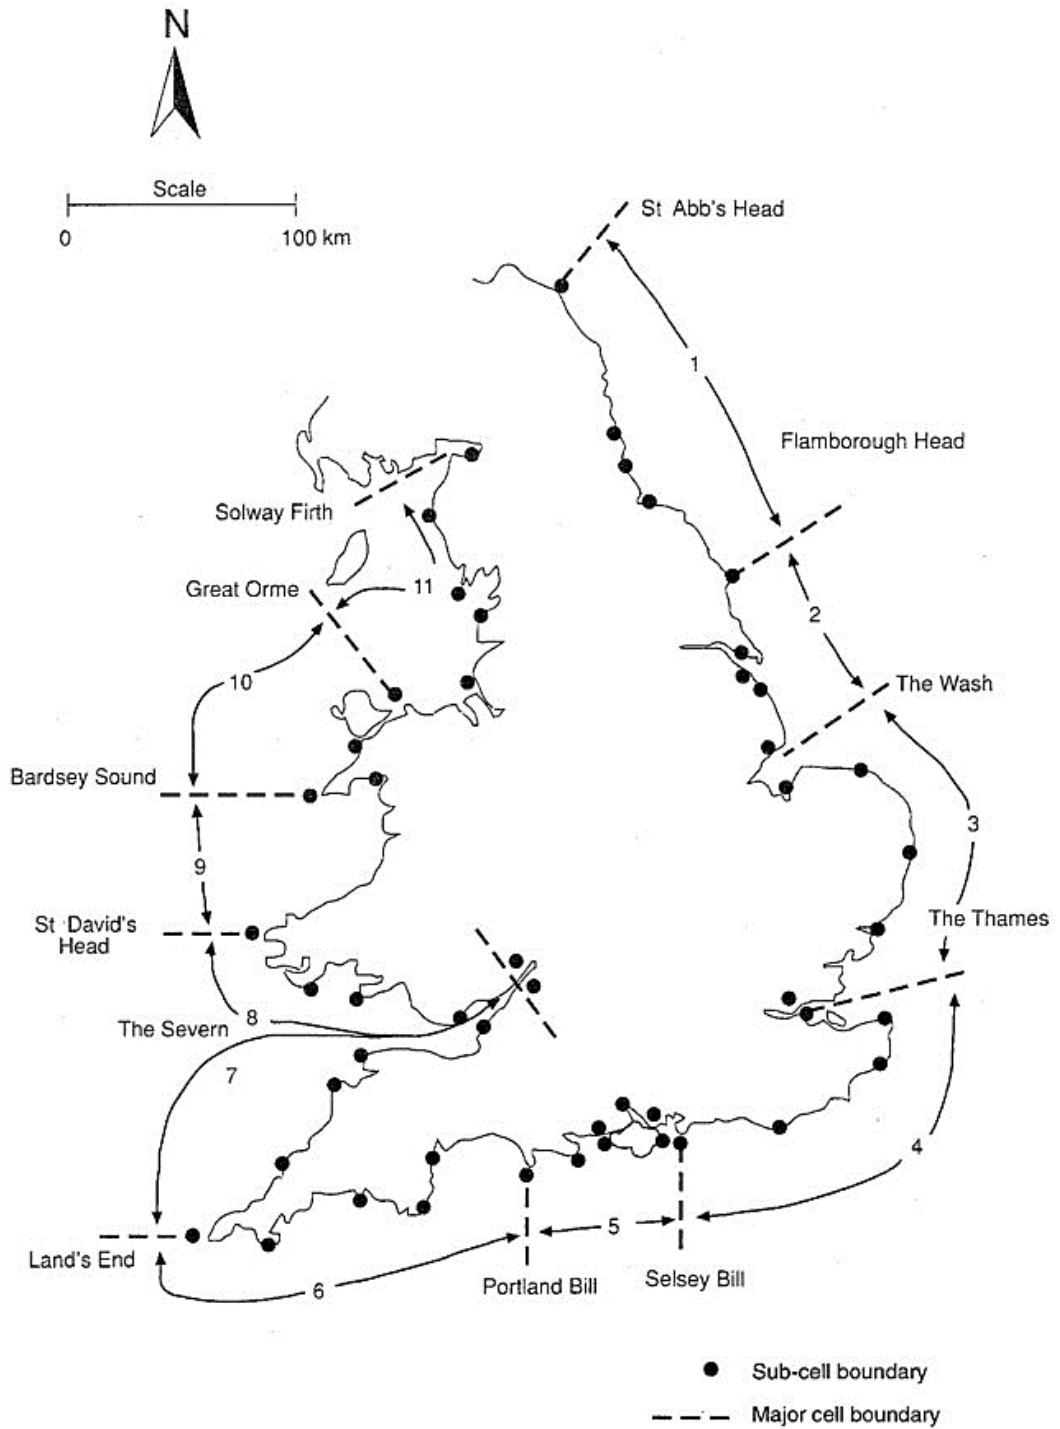 N
Scale
0
100 km
St Abb's Head
1
Flamborough Head
Solway Firth
Great Orme
11
2
10
The Wash
Bardsey Sound
3
9
St David's
Head
The Thames
The Severn
8
7
4
Land's End
5
6
Portland Bill
Selsey Bill
Sub-cell boundary
Major cell boundary